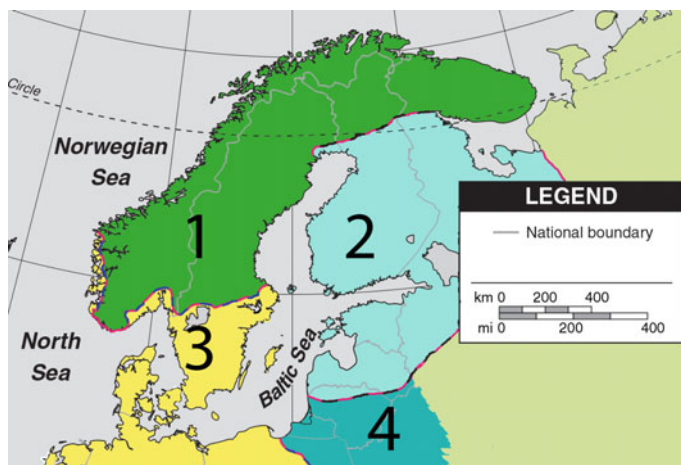 Circle
Norwegian
Sea
1
2
LEGEND
National boundary
km 0 200 400
mi 0 200 400
North
Sea
3
Baltic Sea
4